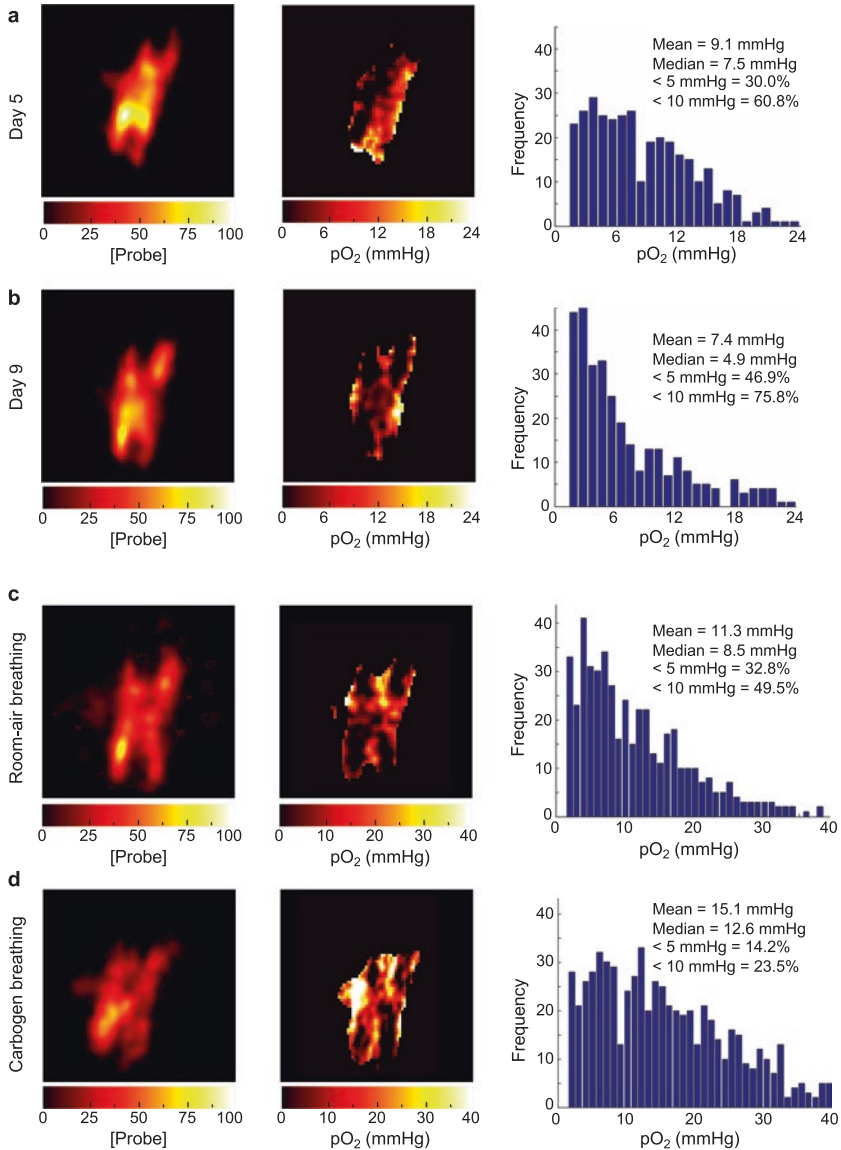 a
Day 5
0 25 50 75 100
[Probe]
0 6 12 18 24
pO2 (mmHg)
Frequency
40
30
20
10
0
0 6 12 18 24
pO2 (mmHg)
Mean = 9.1 mmHg
Median = 7.5 mmHg
< 5 mmHg = 30.0%
< 10 mmHg = 60.8%
b
Day 9
0 25 50 75 100
[Probe]
0 6 12 18 24
pO2 (mmHg)
Frequency
40
30
20
10
0
0 6 12 18 24
pO2 (mmHg)
Mean = 7.4 mmHg
Median = 4.9 mmHg
< 5 mmHg = 46.9%
< 10 mmHg = 75.8%
c
Room-air breathing
0 25 50 75 100
[Probe]
0 10 20 30 40
pO2 (mmHg)
Frequency
40
30
20
10
0
0 10 20 30 40
pO2 (mmHg)
Mean = 11.3 mmHg
Median = 8.5 mmHg
< 5 mmHg = 32.8%
< 10 mmHg = 49.5%
d
Carbogen breathing
0 25 50 75 100
[Probe]
0 10 20 30 40
pO2 (mmHg)
Frequency
40
30
20
10
0
0 10 20 30 40
pO2 (mmHg)
Mean = 15.1 mmHg
Median = 12.6 mmHg
< 5 mmHg = 14.2%
< 10 mmHg = 23.5%